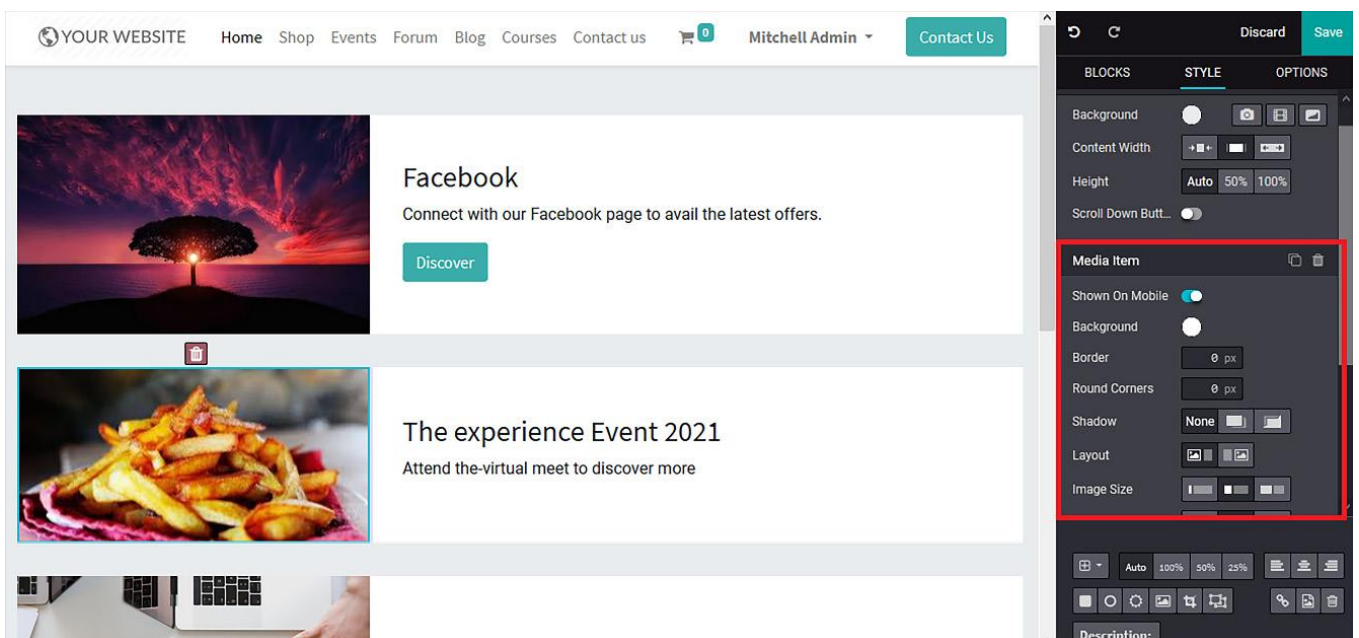 YOUR WEBSITE Home Shop Events Forum Blog Courses Contact us 0 Mitchell Admin Contact Us
Facebook
Connect with our Facebook page to avail the latest offers.
Discover
The experience Event 2021
Attend the-virtual meet to discover more
Discard Save
BLOCKS STYLE OPTIONS
Background
Content Width
Height Auto 50% 100%
Scroll Down Butt...
Media Item
Shown On Mobile
Background
Border 0 px
Round Corners 0 px
Shadow None
Layout
Image Size
Auto 100% 50% 25%
Description: